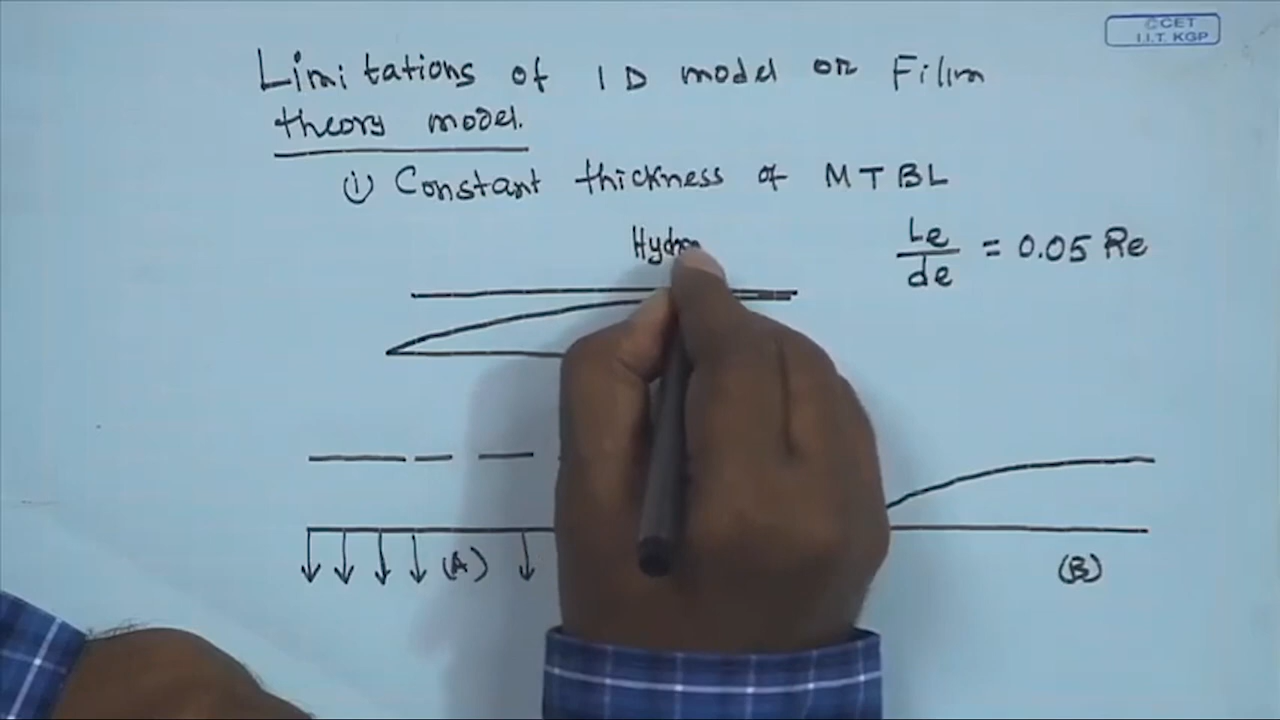 ©CET
I.I.T. KGP
Limitations of 1D model or Film
theory model.
(i) Constant thickness of MTBL
Hydro
Le/de = 0.05 Re
(A)
(B)